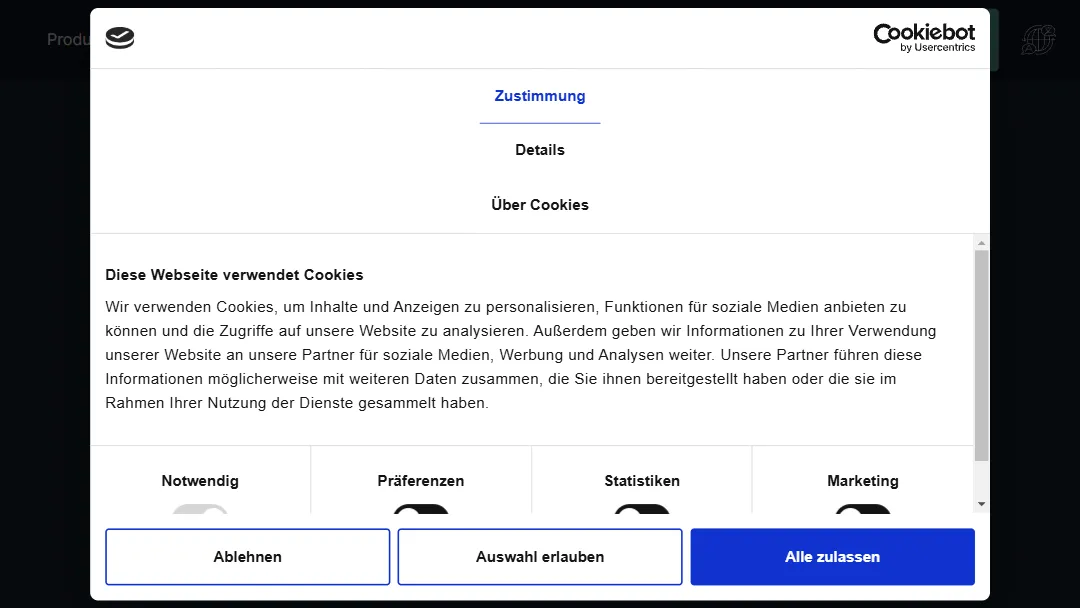 Produ
Cookiebot
by Usercentrics
Zustimmung
Details
Über Cookies
Diese Webseite verwendet Cookies
Wir verwenden Cookies, um Inhalte und Anzeigen zu personalisieren, Funktionen für soziale Medien anbieten zu
können und die Zugriffe auf unsere Website zu analysieren. Außerdem geben wir Informationen zu Ihrer Verwendung
unserer Website an unsere Partner für soziale Medien, Werbung und Analysen weiter. Unsere Partner führen diese
Informationen möglicherweise mit weiteren Daten zusammen, die Sie ihnen bereitgestellt haben oder die sie im
Rahmen Ihrer Nutzung der Dienste gesammelt haben.
Notwendig
Präferenzen
Statistiken
Marketing
Ablehnen
Auswahl erlauben
Alle zulassen